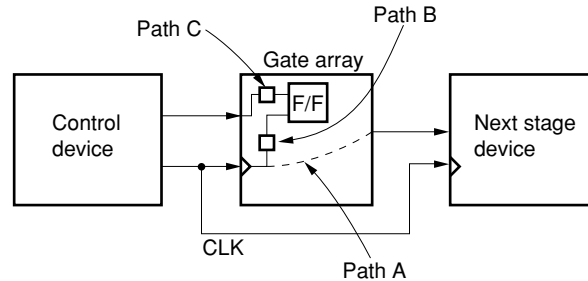 Path B
Path C
Gate array
F/F
Control
device
Next stage
device
CLK
Path A